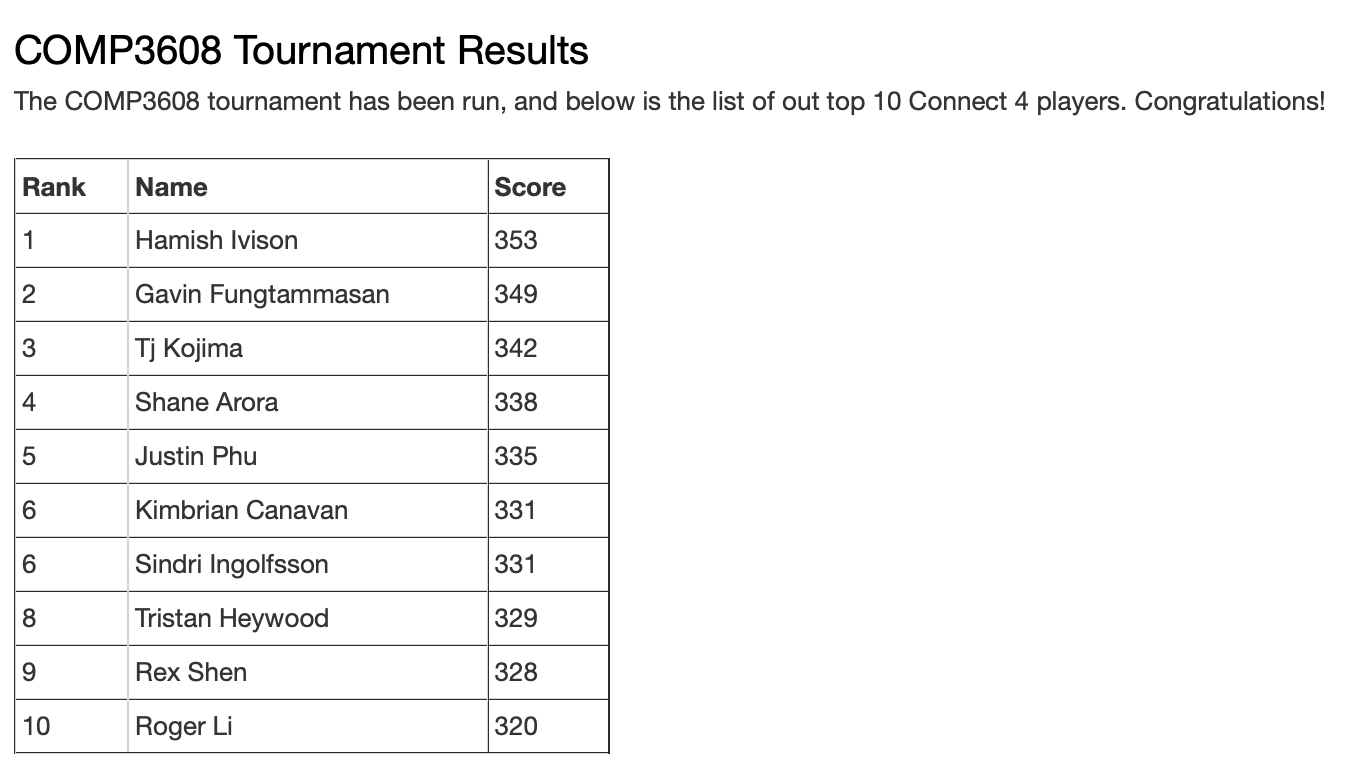 COMP3608 Tournament Results
The COMP3608 tournament has been run, and below is the list of out top 10 Connect 4 players. Congratulations!
Rank Name Score
1 Hamish Ivison 353
2 Gavin Fungtammasan 349
3 Tj Kojima 342
4 Shane Arora 338
5 Justin Phu 335
6 Kimbrian Canavan 331
6 Sindri Ingolfsson 331
8 Tristan Heywood 329
9 Rex Shen 328
10 Roger Li 320